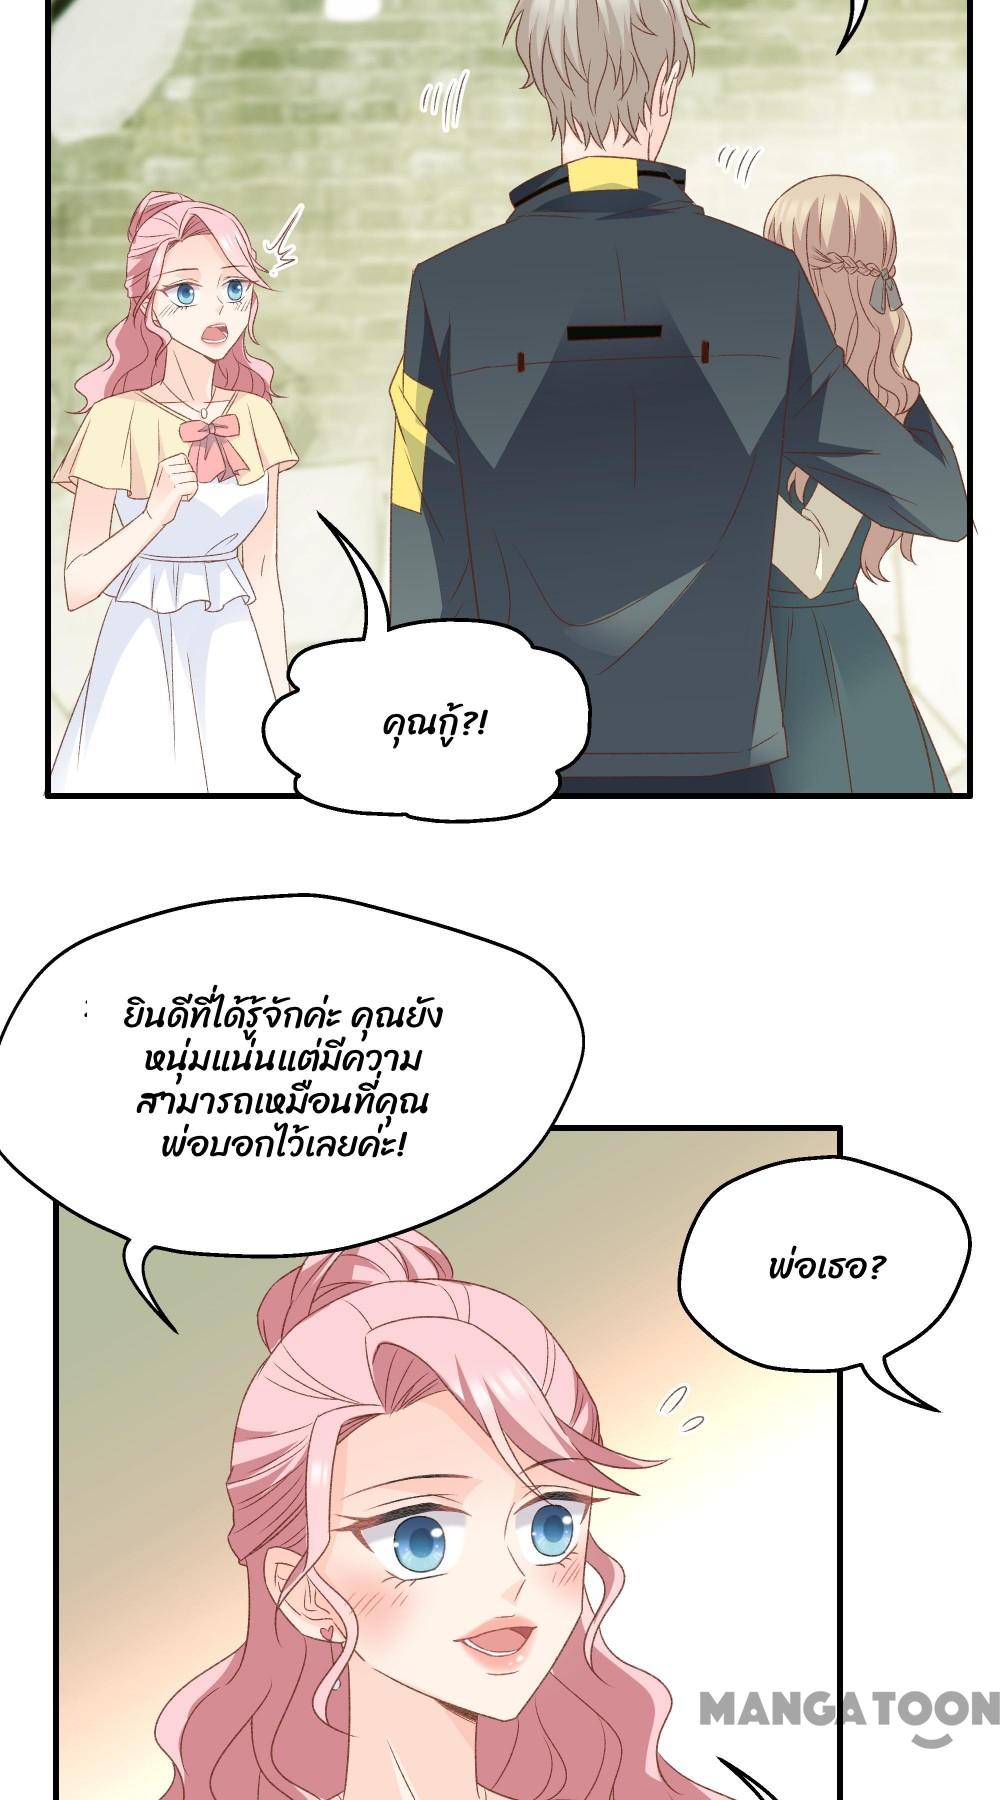 คุณกู้?!
ยินดีที่ได้รู้จักค่ะ คุณยัง
หนุ่มแน่นแต่มีความ
สามารถเหมือนที่คุณ
พ่อบอกไว้เลยค่ะ!
พ่อเธอ?
MANGATOON